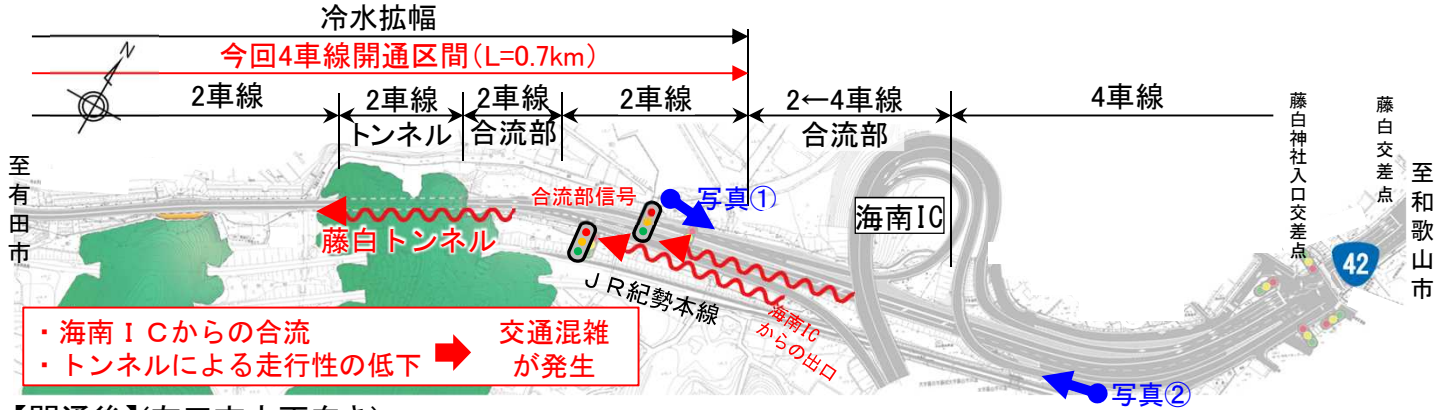 冷水拡幅
今回4車線開通区間(L=0.7km)
2車線
2車線
トンネル
2車線
合流部
2車線
2←4車線
合流部
4車線
N
至有田市
藤白神社入口交差点
藤白交差点
至和歌山市
合流部信号
写真①
海南IC
42
藤白トンネル
JR紀勢本線
海南IC
からの出口
・海南ICからの合流
・トンネルによる走行性の低下
交通混雑
が発生
写真②